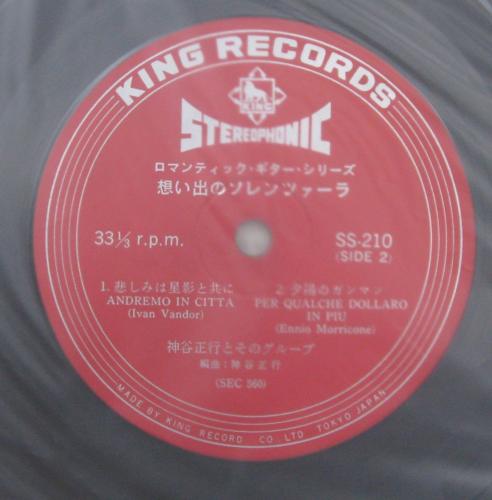 KING RECORDS
KING
STEREOPHONIC
ロマンティック・ギター・シリーズ
想い出のソレンツァーラ
33⅓ r.p.m.
SS-210
(SIDE 2)
1. 悲しみは星影と共に
ANDREMO IN CITTA
(Ivan Vandor)
2. 夕陽のガンマン
PER QUALCHE DOLLARO
IN PIU
(Ennio Morricone)
神谷正行とそのグループ
編曲：神谷正行
(SEC 360)
MADE BY KING RECORD CO LTD TOKYO JAPAN